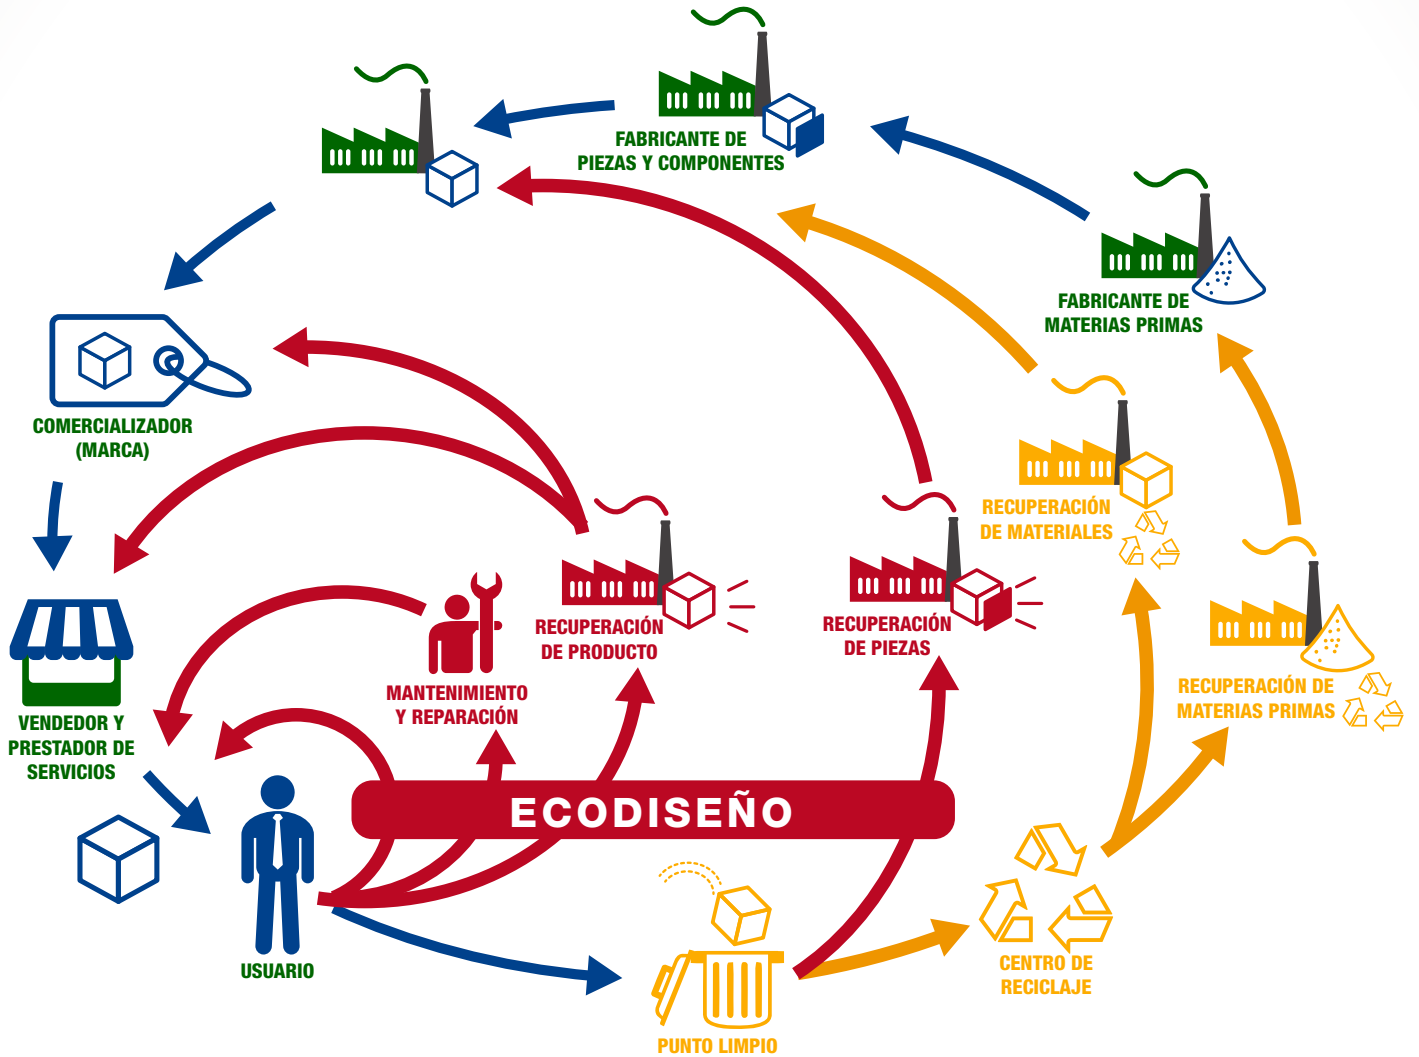 FABRICANTE DE
PIEZAS Y COMPONENTES
FABRICANTE DE
MATERIAS PRIMAS
COMERCIALIZADOR
(MARCA)
RECUPERACIÓN
DE MATERIALES
RECUPERACIÓN
DE PRODUCTO
RECUPERACIÓN
DE PIEZAS
MANTENIMIENTO
Y REPARACIÓN
RECUPERACIÓN DE
MATERIAS PRIMAS
VENDEDOR Y
PRESTADOR DE
SERVICIOS
ECODISEÑO
USUARIO
CENTRO DE
RECICLAJE
PUNTO LIMPIO